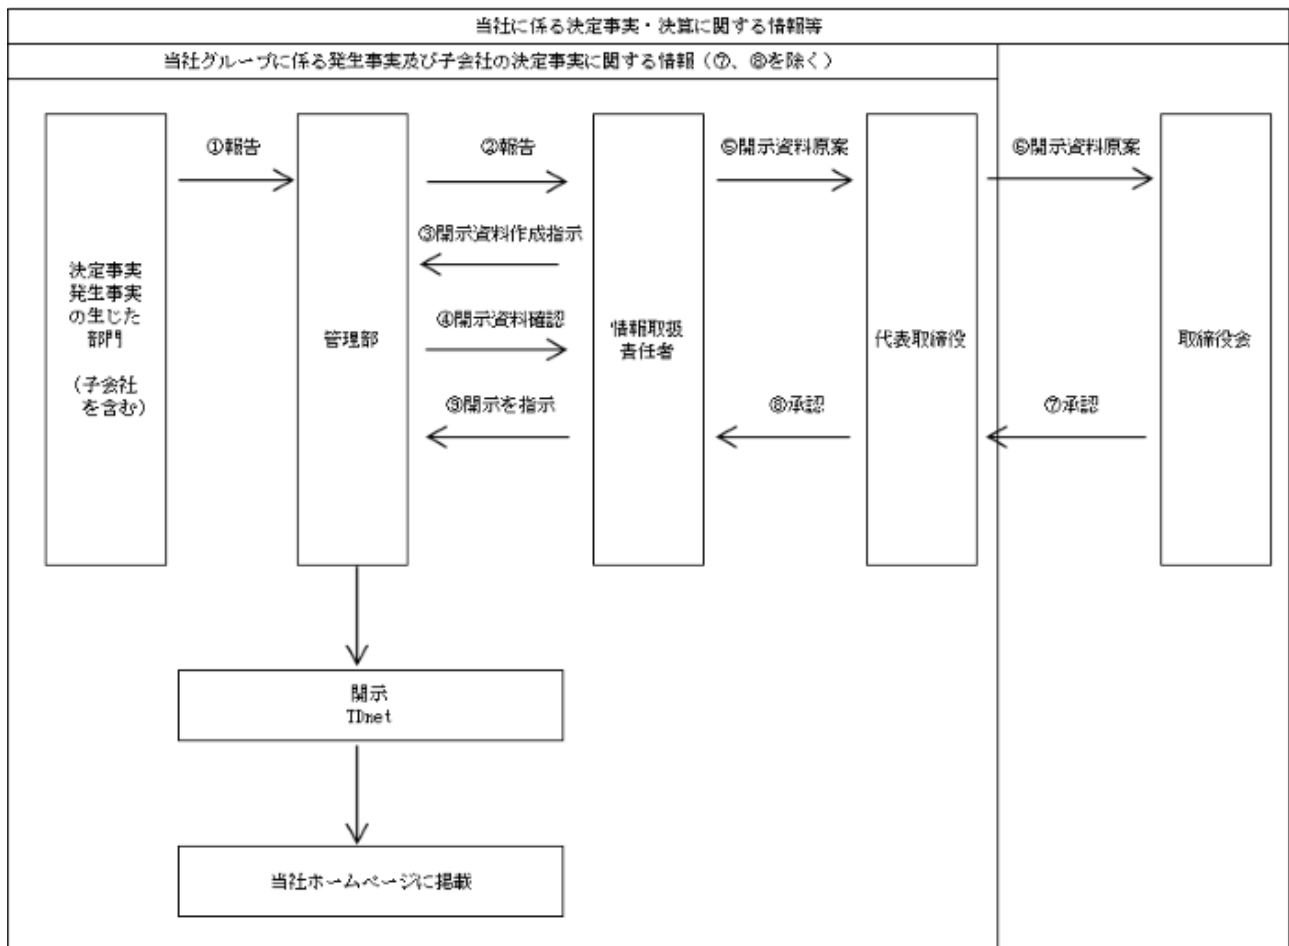 当社に係る決定事実・決算に関する情報等
当社グループに係る発生事実及び子会社の決定事実に関する情報（⑦、⑧を除く）
①報告
②報告
⑤開示資料原案
⑥開示資料原案
③開示資料作成指示
④開示資料確認
⑨開示を指示
⑧承認
⑦承認
決定事実
発生事実
の生じた
部門
（子会社
を含む）
管理部
情報取扱
責任者
代表取締役
取締役会
開示
TDnet
当社ホームページに掲載